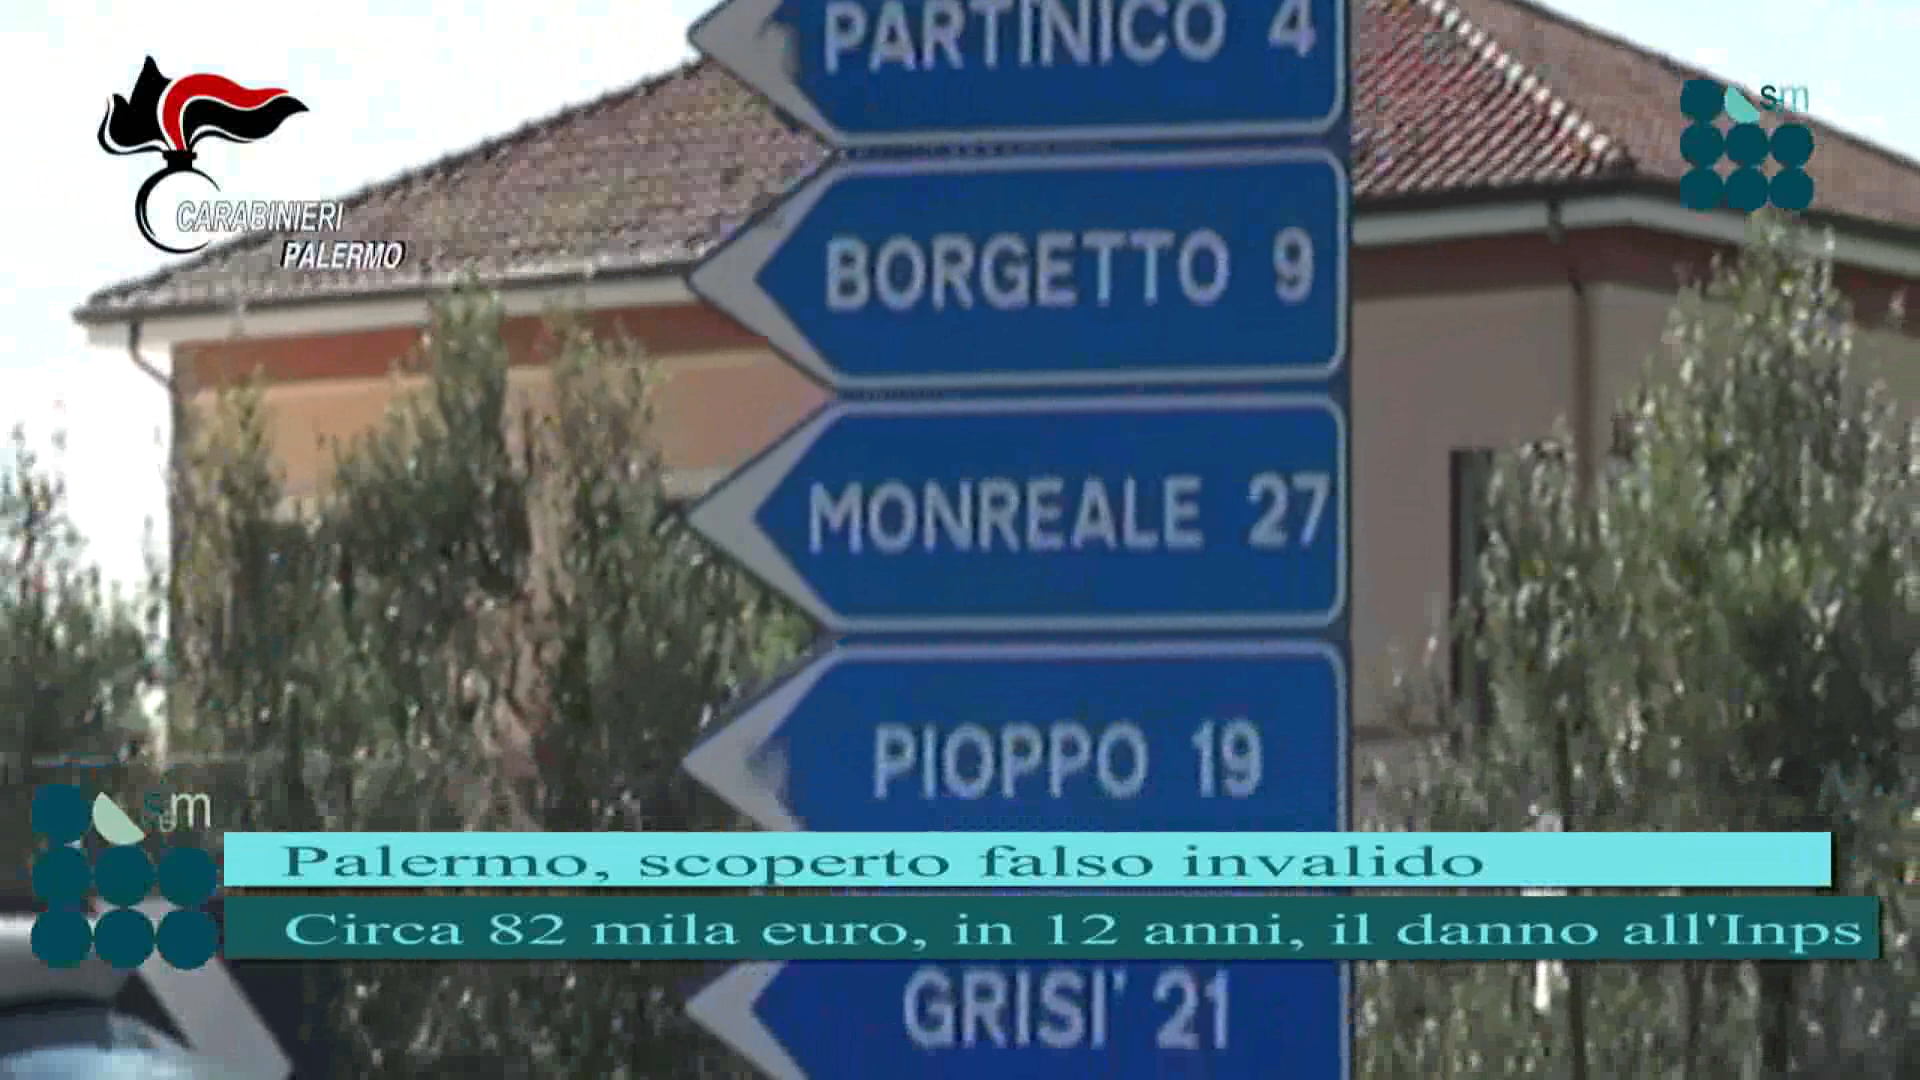 PARTINICO 4
sm
CARABINIERI
PALERMO
BORGETTO 9
MONREALE 27
PIOPPO 19
sm
Palermo, scoperto falso invalido
Circa 82 mila euro, in 12 anni, il danno all'Inps
GRISI' 21